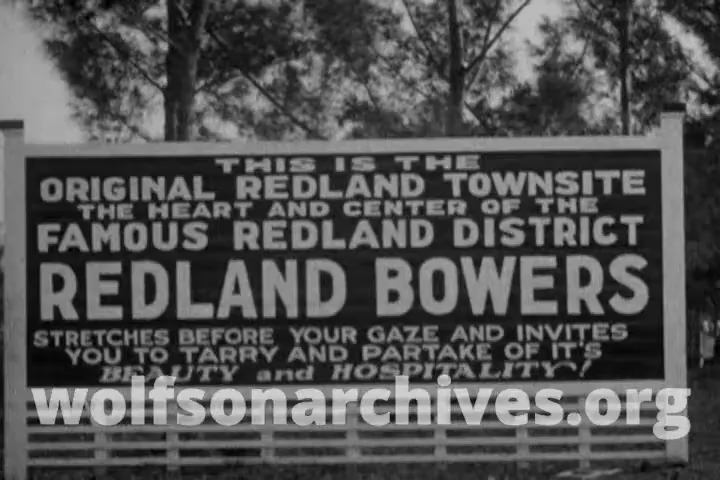 THIS IS THE
ORIGINAL REDLAND TOWNSITE
THE HEART AND CENTER OF THE
FAMOUS REDLAND DISTRICT
REDLAND BOWERS
STRETCHES BEFORE YOUR GAZE AND INVITES
YOU TO TARRY AND PARTAKE OF IT'S
BEAUTY and HOSPITALITY!
wolfsonarchives.org